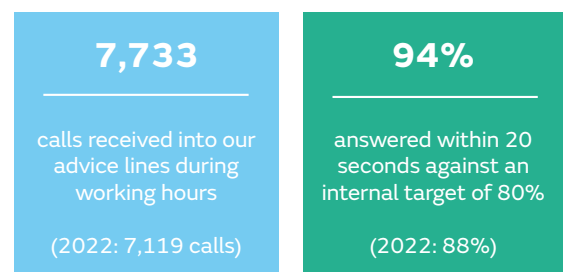 7,733
calls received into our
advice lines during
working hours
(2022: 7,119 calls)
94%
answered within 20
seconds against an
internal target of 80%
(2022: 88%)